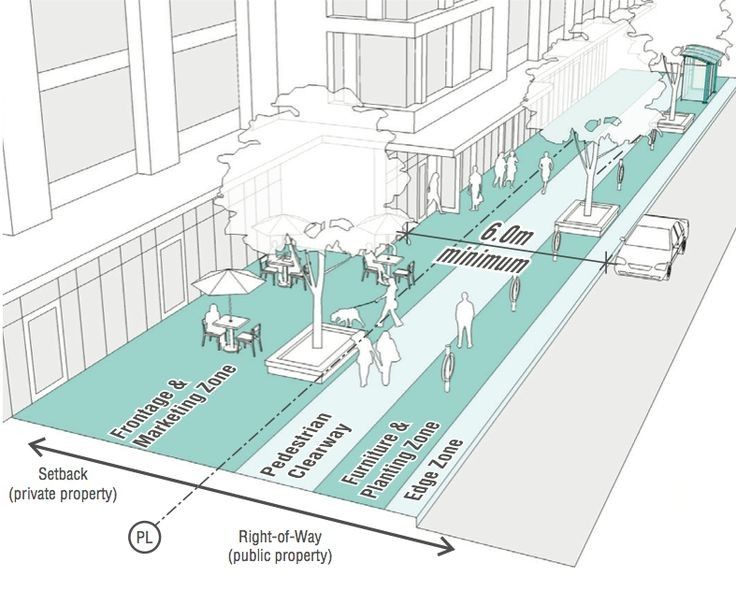 6.0m
minimum
Frontage &
Marketing Zone
Pedestrian
Clearway
Furniture &
Planting Zone
Edge Zone
Setback
(private property)
PL
Right-of-Way
(public property)